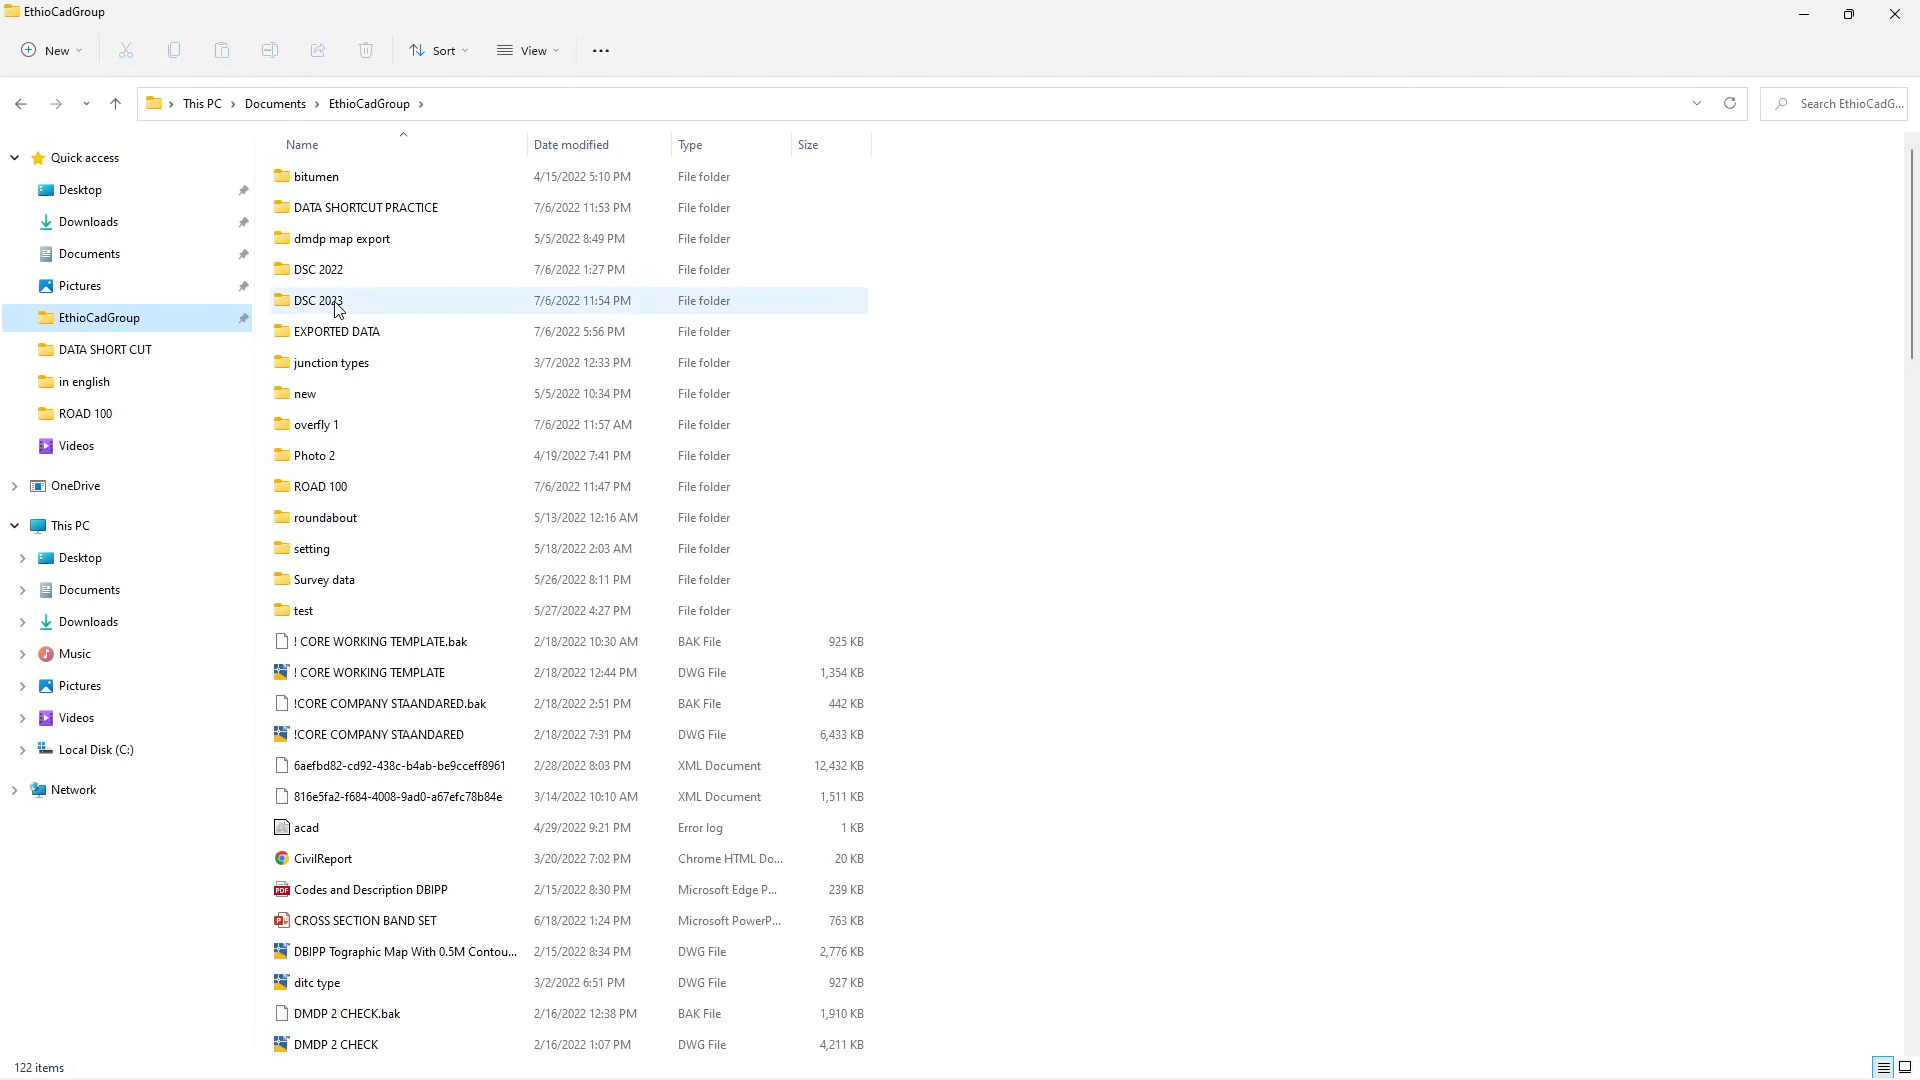 EthioCadGroup
New
Sort
View
This PC > Documents > EthioCadGroup >
Search EthioCadG...
Name Date modified Type Size
Quick access
Desktop
Downloads
Documents
Pictures
EthioCadGroup
DATA SHORT CUT
in english
ROAD 100
Videos
OneDrive
This PC
Desktop
Documents
Downloads
Music
Pictures
Videos
Local Disk (C:)
Network
bitumen 4/15/2022 5:10 PM File folder
DATA SHORTCUT PRACTICE 7/6/2022 11:53 PM File folder
dmdp map export 5/5/2022 8:49 PM File folder
DSC 2022 7/6/2022 1:27 PM File folder
DSC 2023 7/6/2022 11:54 PM File folder
EXPORTED DATA 7/6/2022 5:56 PM File folder
junction types 3/7/2022 12:33 PM File folder
new 5/5/2022 10:34 PM File folder
overfly 1 7/6/2022 11:57 AM File folder
Photo 2 4/19/2022 7:41 PM File folder
ROAD 100 7/6/2022 11:47 PM File folder
roundabout 5/13/2022 12:16 AM File folder
setting 5/18/2022 2:03 AM File folder
Survey data 5/26/2022 8:11 PM File folder
test 5/27/2022 4:27 PM File folder
! CORE WORKING TEMPLATE.bak 2/18/2022 10:30 AM BAK File 925 KB
! CORE WORKING TEMPLATE 2/18/2022 12:44 PM DWG File 1,354 KB
!CORE COMPANY STAANDARED.bak 2/18/2022 2:51 PM BAK File 442 KB
!CORE COMPANY STAANDARED 2/18/2022 7:31 PM DWG File 6,433 KB
6aefbd82-cd92-438c-b4ab-be9cceff8961 2/28/2022 8:03 PM XML Document 12,432 KB
816e5fa2-f684-4008-9ad0-a67efc78b84e 3/14/2022 10:10 AM XML Document 1,511 KB
acad 4/29/2022 9:21 PM Error log 1 KB
CivilReport 3/20/2022 7:02 PM Chrome HTML Do... 20 KB
Codes and Description DBIPP 2/15/2022 8:30 PM Microsoft Edge P... 239 KB
CROSS SECTION BAND SET 6/18/2022 1:24 PM Microsoft PowerP... 763 KB
DBIPP Tographic Map With 0.5M Contou... 2/15/2022 8:34 PM DWG File 2,776 KB
ditc type 3/2/2022 6:51 PM DWG File 927 KB
DMDP 2 CHECK.bak 2/16/2022 12:38 PM BAK File 1,910 KB
DMDP 2 CHECK 2/16/2022 1:07 PM DWG File 4,211 KB
122 items